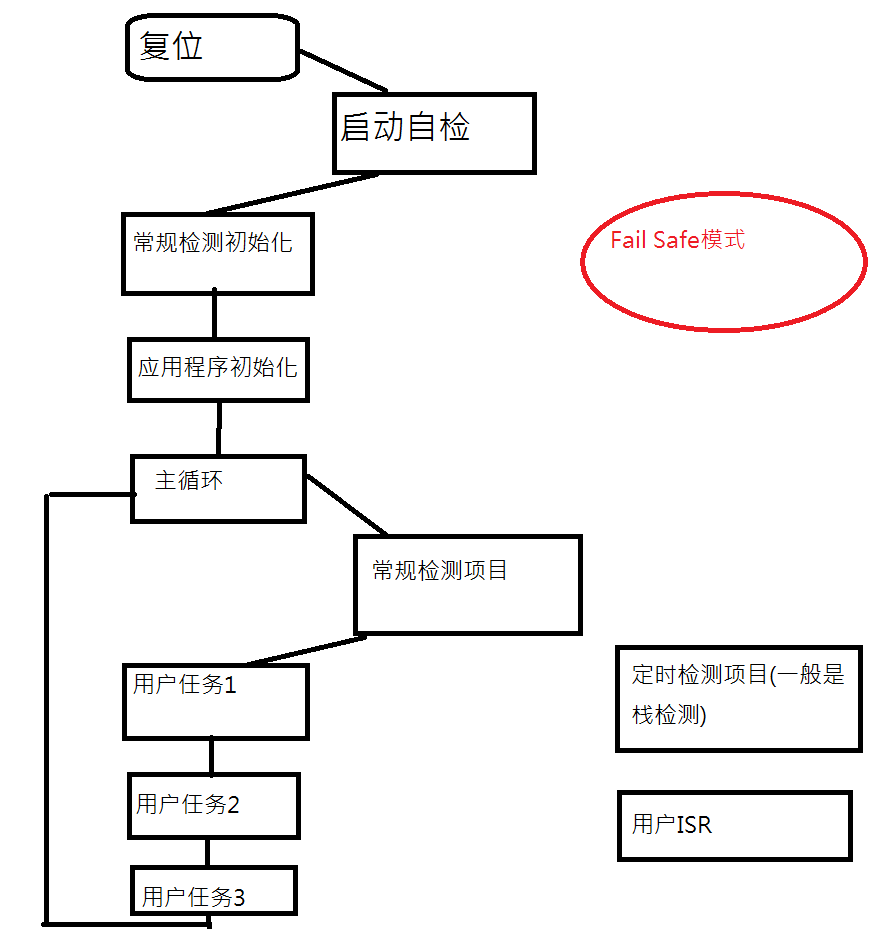 复位
启动自检
常规检测初始化
Fail Safe模式
应用程序初始化
主循环
常规检测项目
用户任务1
定时检测项目(一般是
栈检测)
用户任务2
用户ISR
用户任务3